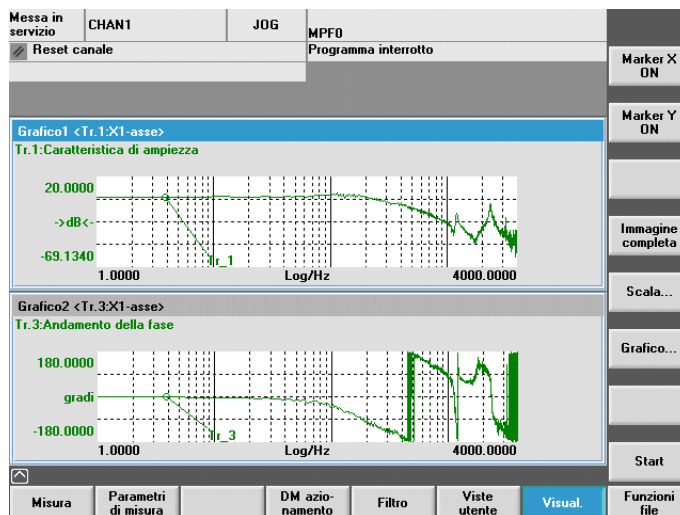 Messa in servizio
CHAN1
JOG
MPF0
Reset canale
Programma interrotto
Marker X ON
Marker Y ON
Immagine completa
Scala...
Grafico...
Start
Grafico1 <Tr.1:X1-asse>
Tr.1:Caratteristica di ampiezza
20.0000
->dB<-
-69.1340
Tr_1
1.0000
Log/Hz
4000.0000
Grafico2 <Tr.3:X1-asse>
Tr.3:Andamento della fase
180.0000
gradi
-180.0000
Tr_3
1.0000
Log/Hz
4000.0000
Misura
Parametri di misura
DM azio-namento
Filtro
Viste utente
Visual.
Funzioni file